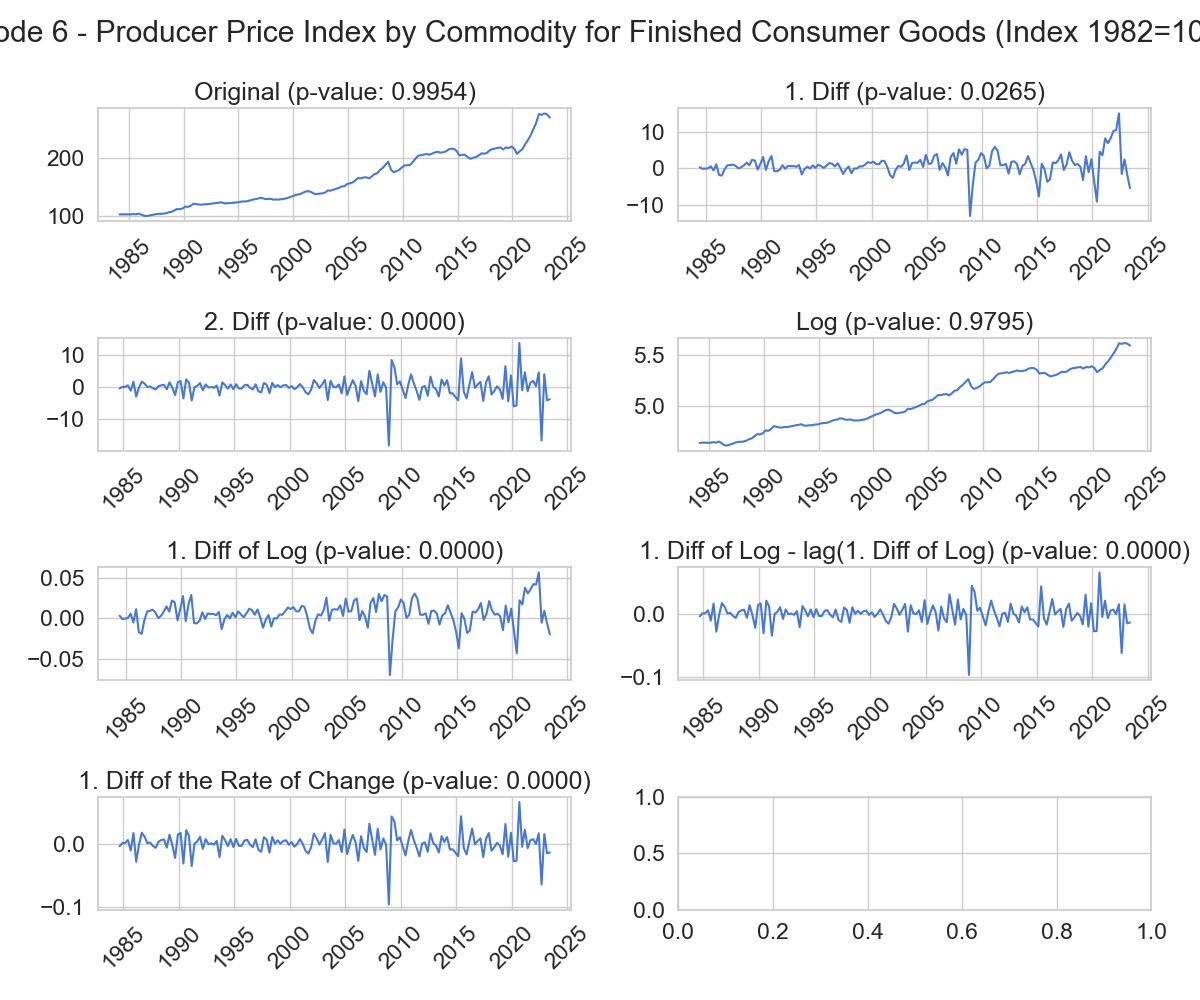 ode 6 - Producer Price Index by Commodity for Finished Consumer Goods (Index 1982=10
Original (p-value: 0.9954)
200
100
1985 1990 1995 2000 2005 2010 2015 2020 2025
1. Diff (p-value: 0.0265)
10
0
−10
1985 1990 1995 2000 2005 2010 2015 2020 2025
2. Diff (p-value: 0.0000)
10
0
−10
1985 1990 1995 2000 2005 2010 2015 2020 2025
Log (p-value: 0.9795)
5.5
5.0
1985 1990 1995 2000 2005 2010 2015 2020 2025
1. Diff of Log (p-value: 0.0000)
0.05
0.00
−0.05
1985 1990 1995 2000 2005 2010 2015 2020 2025
1. Diff of Log - lag(1. Diff of Log) (p-value: 0.0000)
0.0
−0.1
1985 1990 1995 2000 2005 2010 2015 2020 2025
1. Diff of the Rate of Change (p-value: 0.0000)
0.0
−0.1
1985 1990 1995 2000 2005 2010 2015 2020 2025
1.0
0.5
0.0
0.0 0.2 0.4 0.6 0.8 1.0